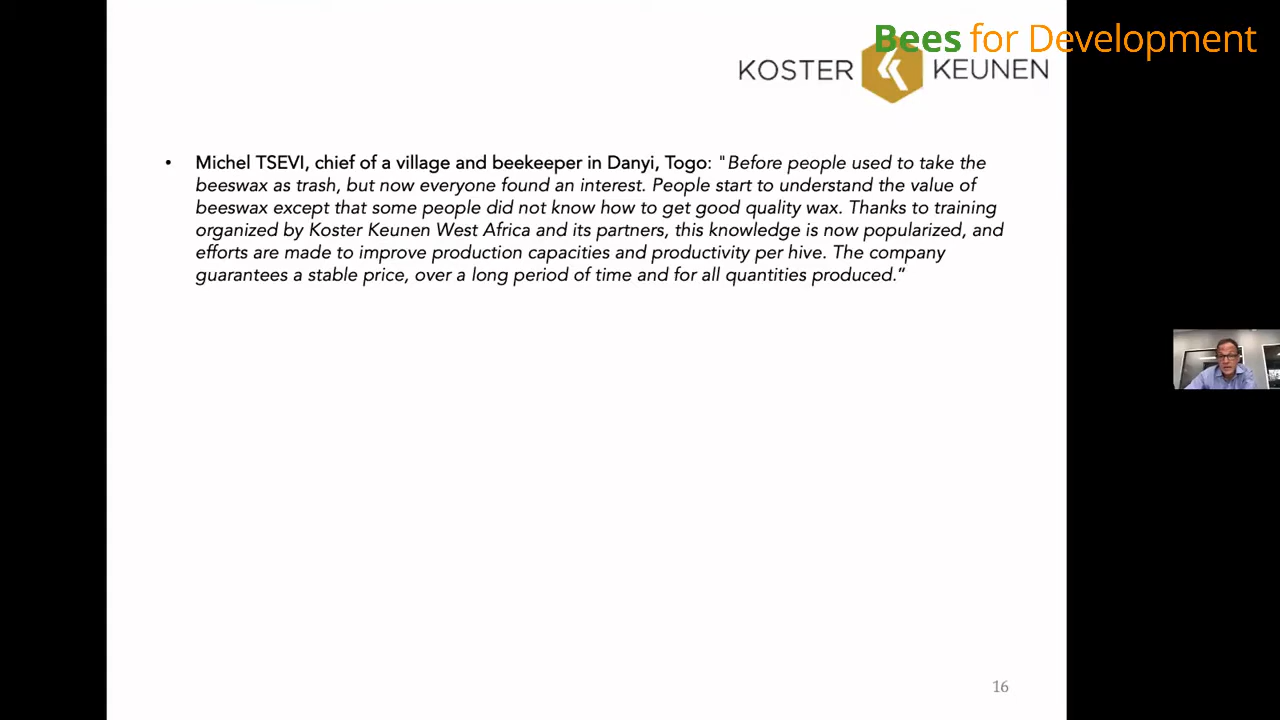 Bees for Development
KOSTER KEUNEN
• Michel TSEVI, chief of a village and beekeeper in Danyi, Togo: "Before people used to take the
beeswax as trash, but now everyone found an interest. People start to understand the value of
beeswax except that some people did not know how to get good quality wax. Thanks to training
organized by Koster Keunen West Africa and its partners, this knowledge is now popularized, and
efforts are made to improve production capacities and productivity per hive. The company
guarantees a stable price, over a long period of time and for all quantities produced.”
16